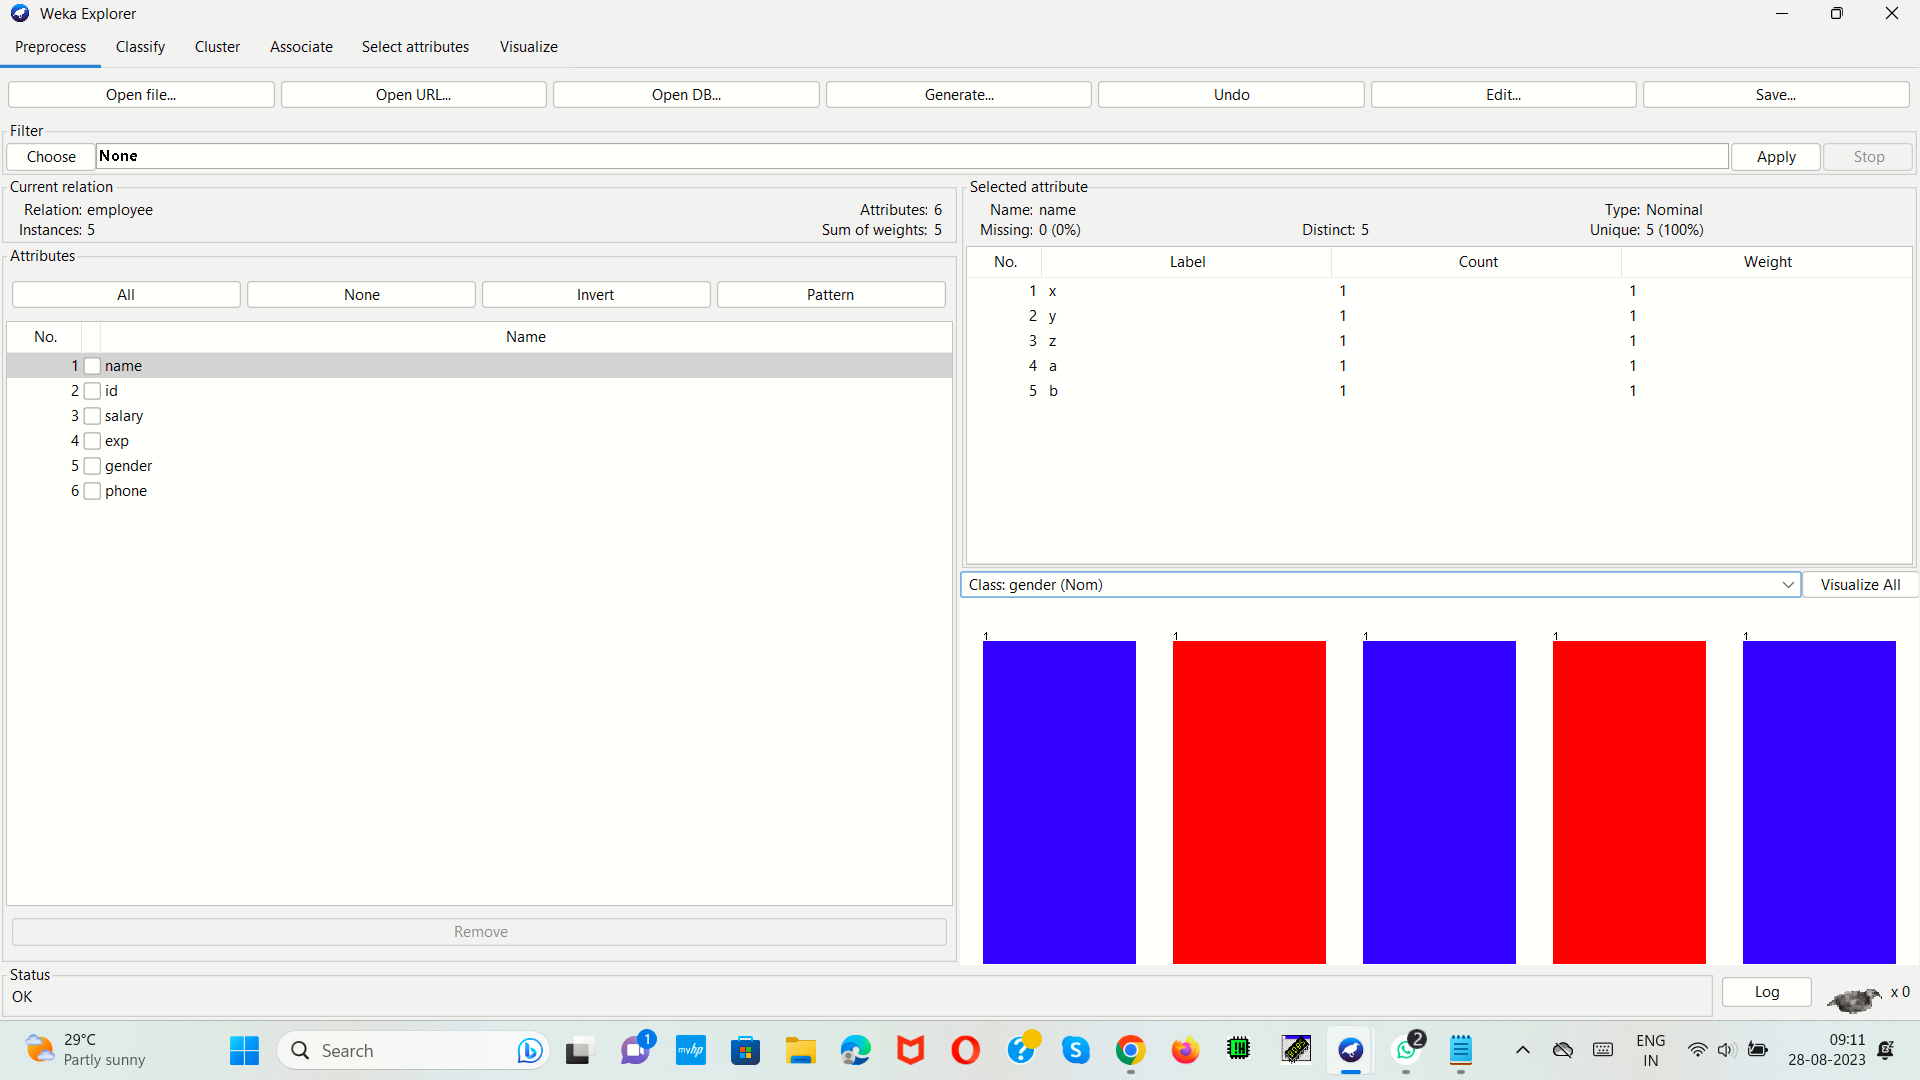 Weka Explorer
Preprocess Classify Cluster Associate Select attributes Visualize
Open file... Open URL... Open DB... Generate... Undo Edit... Save...
Filter
Choose None Apply Stop
Current relation
Relation: employee Attributes: 6
Instances: 5 Sum of weights: 5
Attributes
All None Invert Pattern
No. Name
1 name
2 id
3 salary
4 exp
5 gender
6 phone
Remove
Selected attribute
Name: name Type: Nominal
Missing: 0 (0%) Distinct: 5 Unique: 5 (100%)
No. Label Count Weight
1 x 1 1
2 y 1 1
3 z 1 1
4 a 1 1
5 b 1 1
Class: gender (Nom) Visualize All
1 1 1 1 1
Status
OK
Log x 0
29°C
Partly sunny
Search
1
myhp
2
ENG
IN
09:11
28-08-2023